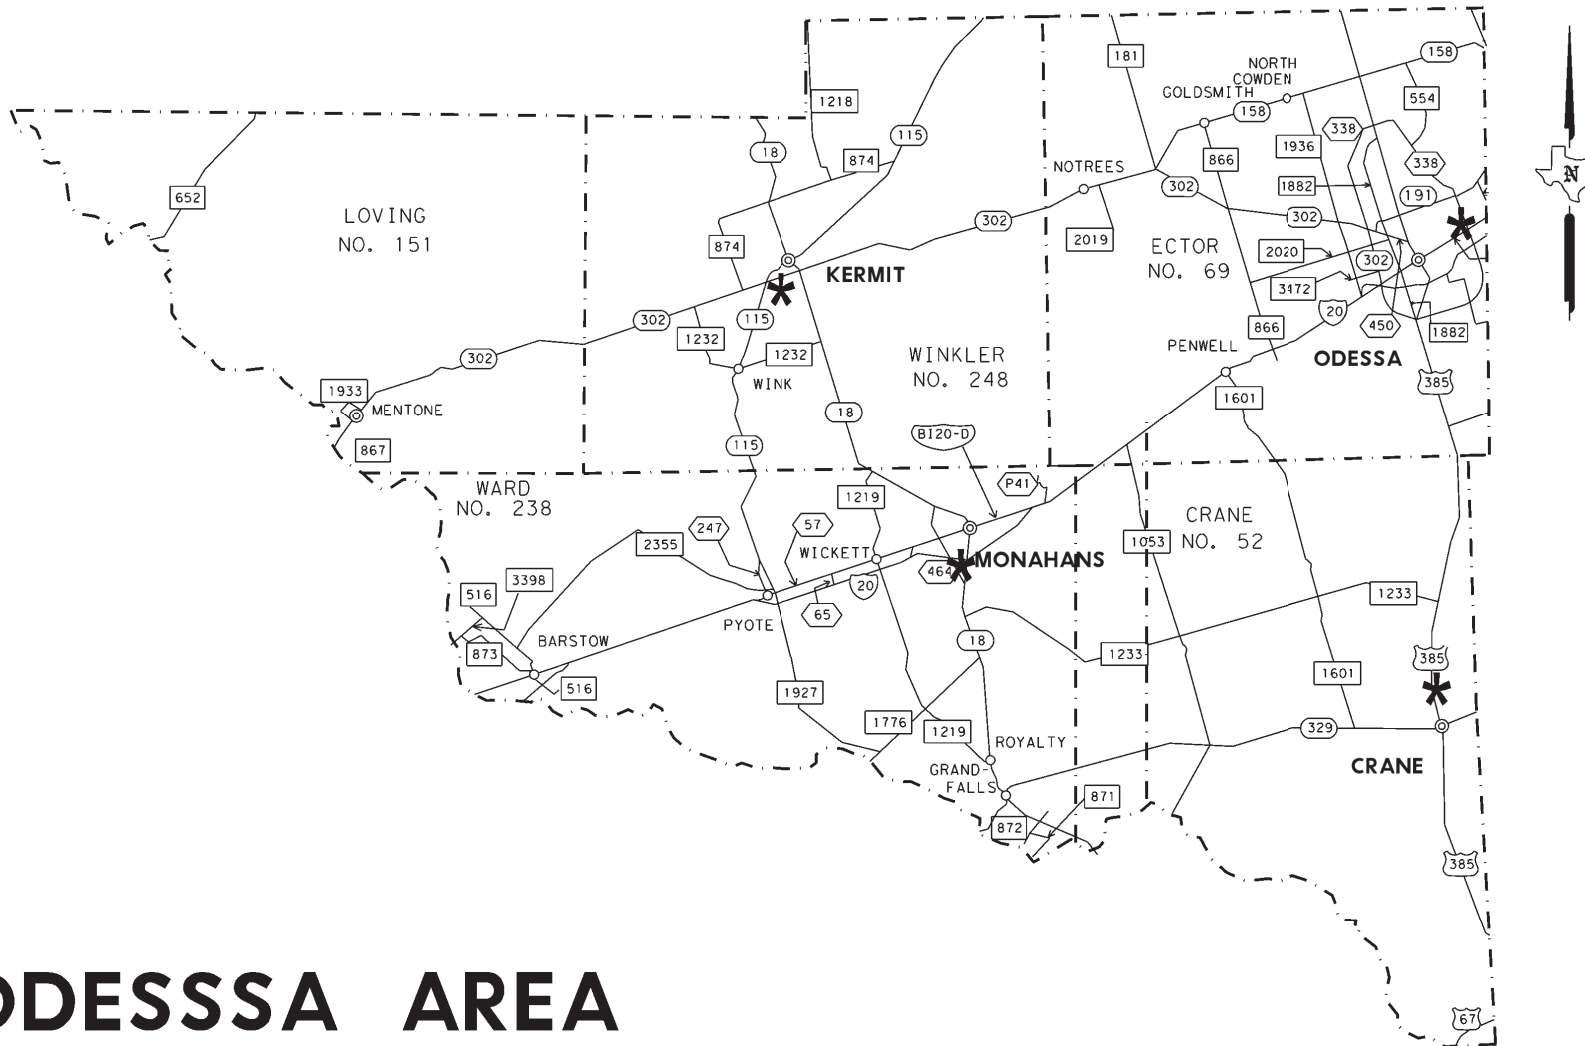 181
158
NORTH
COWDEN
GOLDSMITH
158
554
1218
115
338
1936
338
18
874
866
N
NOTREES
302
1882
191
652
LOVING
NO. 151
302
302
874
2019
ECTOR
NO. 69
2020
302
KERMIT
3472
302
115
20
450
866
1882
1232
1232
PENWELL
ODESSA
302
WINKLER
NO. 248
WINK
385
1933
MENTONE
1601
18
BI20-D
115
867
WARD
NO. 238
P41
1219
CRANE
NO. 52
247
57
2355
WICKETT
1053
MONAHANS
464
20
3398
516
65
1233
PYOTE
BARSTOW
18
873
1233
385
516
1927
1601
1776
1219
329
ROYALTY
GRAND-
FALLS
CRANE
871
872
385
ODESSSA AREA
67